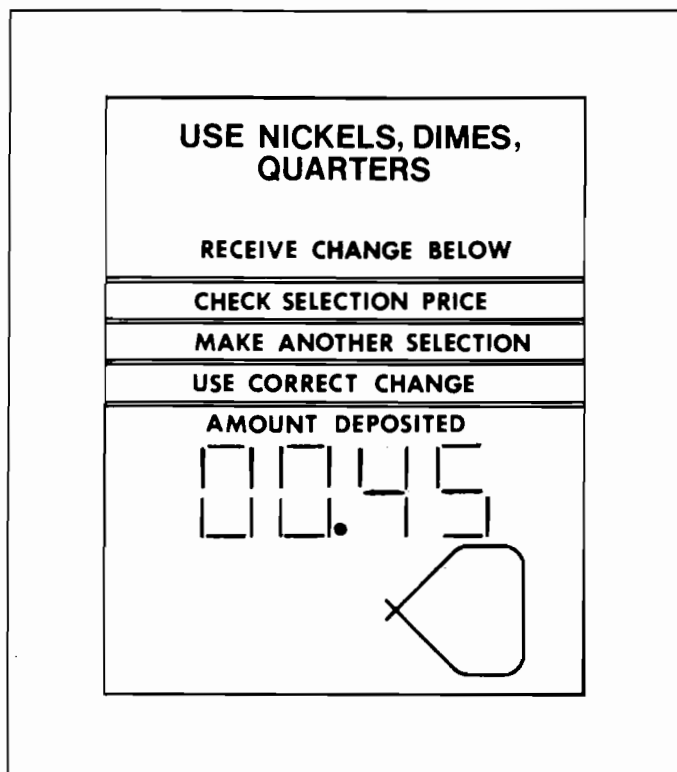 USE NICKELS, DIMES,
QUARTERS
RECEIVE CHANGE BELOW
CHECK SELECTION PRICE
MAKE ANOTHER SELECTION
USE CORRECT CHANGE
AMOUNT DEPOSITED
00.45